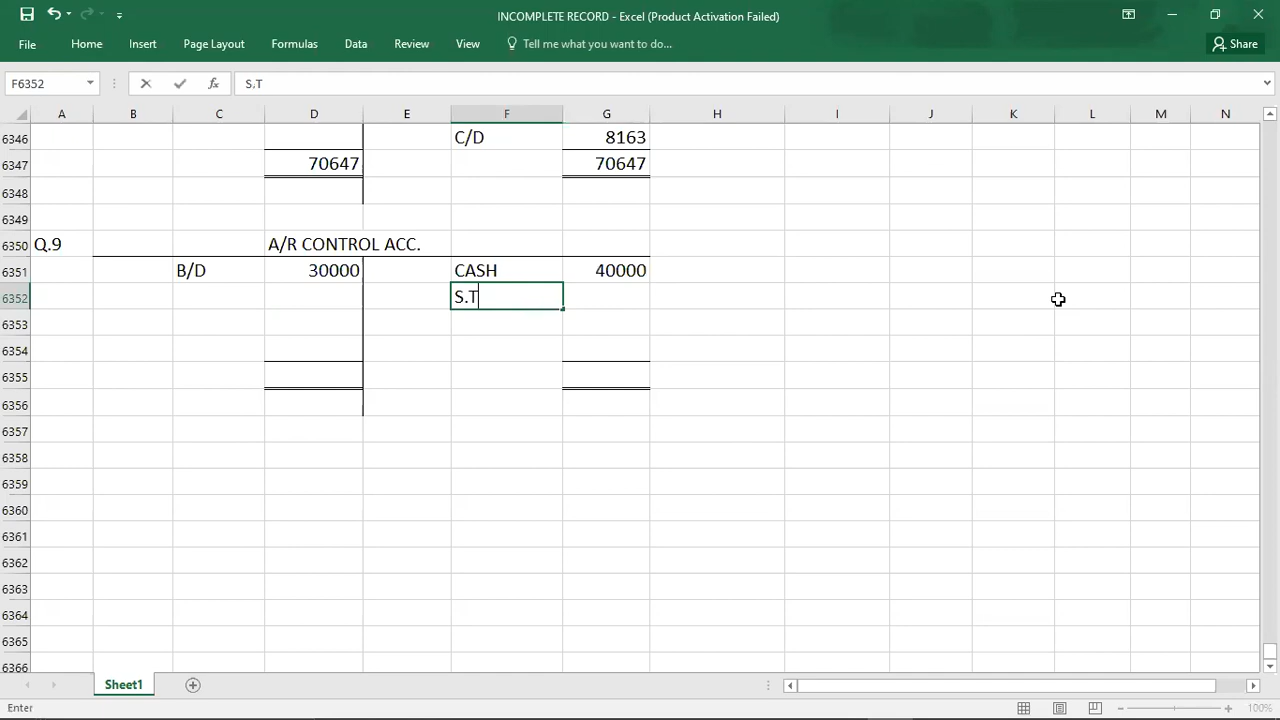 INCOMPLETE RECORD - Excel (Product Activation Failed)
File Home Insert Page Layout Formulas Data Review View Tell me what you want to do... Share
F6352 fx S.T
A B C D E F G H I J K L M N
6346 C/D 8163
6347 70647 70647
6348
6349
6350 Q.9 A/R CONTROL ACC.
6351 B/D 30000 CASH 40000
6352 S.T
6353
6354
6355
6356
6357
6358
6359
6360
6361
6362
6363
6364
6365
6366
Sheet1
Enter 100%